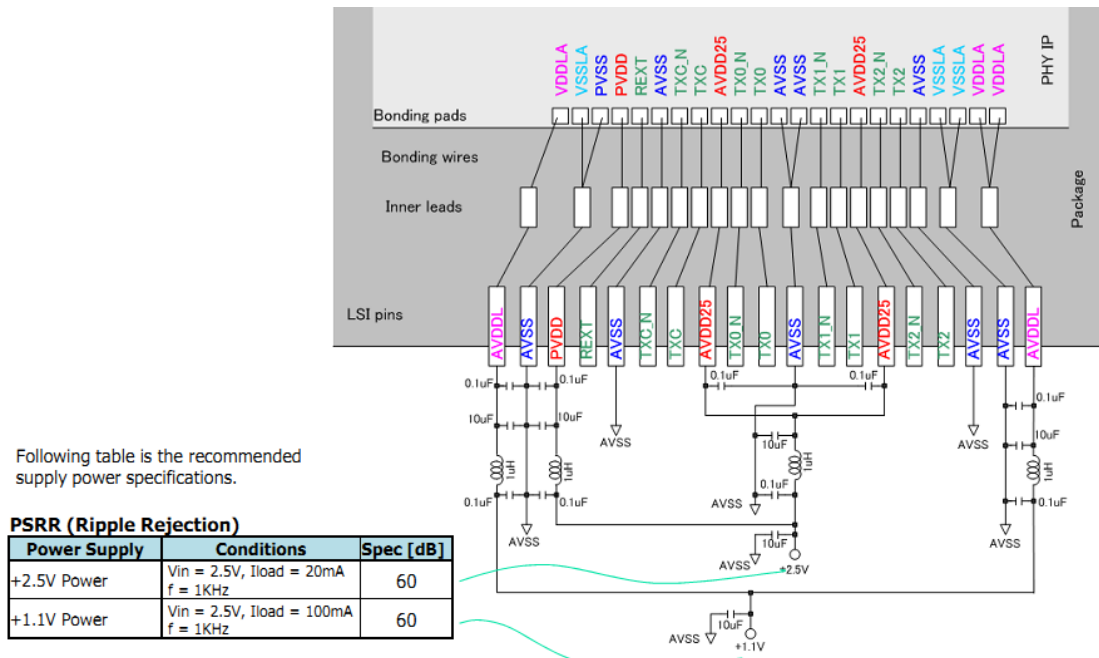 VDDLA
VSSLA
PVSS
PVDD
REXT
AVSS
TXC_N
TXC
AVDD25
TX0_N
TX0
AVSS
AVSS
TX1_N
TX1
AVDD25
TX2_N
TX2
AVSS
VSSLA
VSSLA
VDDLA
VDDLA
PHY IP
Bonding pads
Bonding wires
Inner leads
Package
LSI pins
AVDDL
AVSS
PVDD
REXT
AVSS
TXC_N
TXC
AVDD25
TX0_N
TX0
AVSS
TX1_N
TX1
AVDD25
TX2_N
TX2
AVSS
AVSS
AVDDL
0.1uF
0.1uF
0.1uF
0.1uF
0.1uF
10uF
10uF
AVSS
10uF
AVSS
10uF
1uH
1uH
1uH
1uH
0.1uF
0.1uF
0.1uF
0.1uF
AVSS
AVSS
AVSS
10uF
AVSS
+2.5V
10uF
AVSS
+1.1V
Following table is the recommended
supply power specifications.
PSRR (Ripple Rejection)
Power Supply Conditions Spec [dB]
+2.5V Power Vin = 2.5V, Iload = 20mA
f = 1KHz 60
+1.1V Power Vin = 2.5V, Iload = 100mA
f = 1KHz 60